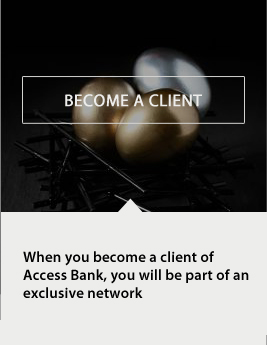 BECOME A CLIENT
When you become a client of
Access Bank, you will be part of an
exclusive network